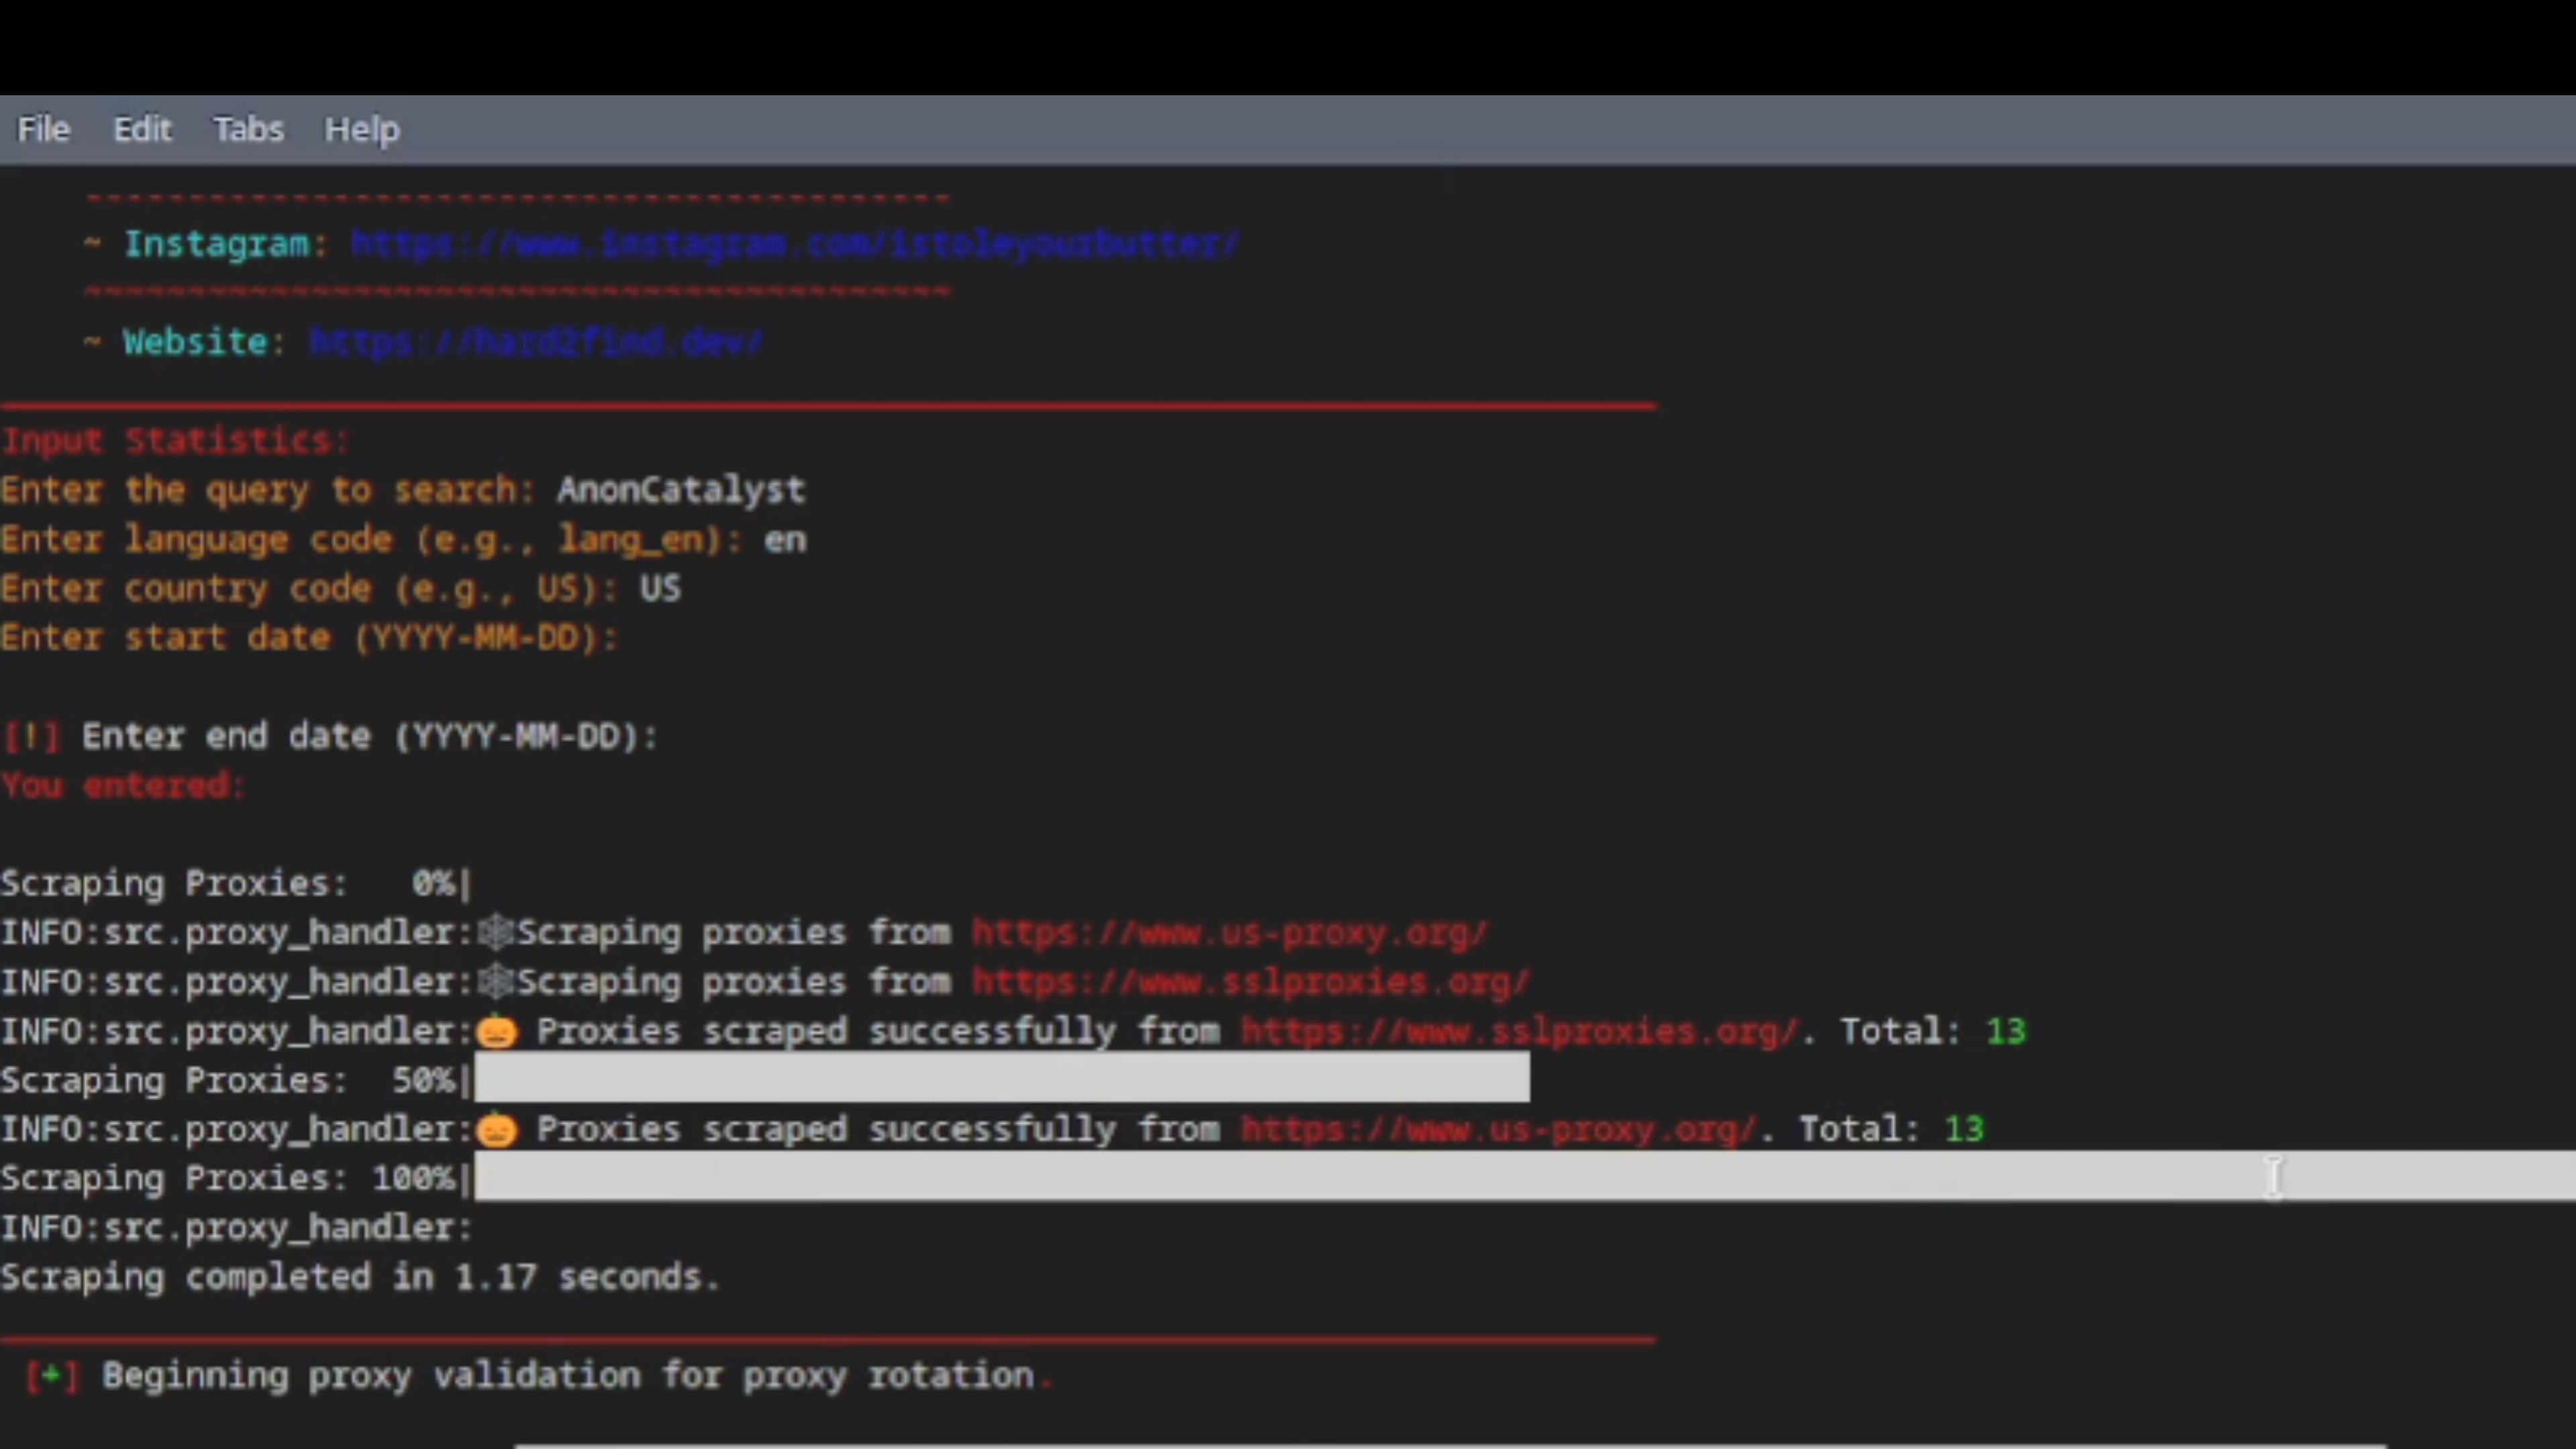 File Edit Tabs Help
~ Instagram: https://www.instagram.com/istoleyourbutter/
~~~~~~~~~~~~~~~~~~~~~~~~~~~~~~~~~~~~~~~~~~
~ Website: https://hard2find.dev/
Input Statistics:
Enter the query to search: AnonCatalyst
Enter language code (e.g., lang_en): en
Enter country code (e.g., US): US
Enter start date (YYYY-MM-DD):
[!] Enter end date (YYYY-MM-DD):
You entered:
Scraping Proxies:   0%|
INFO:src.proxy_handler:🕸Scraping proxies from https://www.us-proxy.org/
INFO:src.proxy_handler:🕸Scraping proxies from https://www.sslproxies.org/
INFO:src.proxy_handler:🎃 Proxies scraped successfully from https://www.sslproxies.org/. Total: 13
Scraping Proxies:  50%|
INFO:src.proxy_handler:🎃 Proxies scraped successfully from https://www.us-proxy.org/. Total: 13
Scraping Proxies: 100%|
INFO:src.proxy_handler:
Scraping completed in 1.17 seconds.
[+] Beginning proxy validation for proxy rotation.